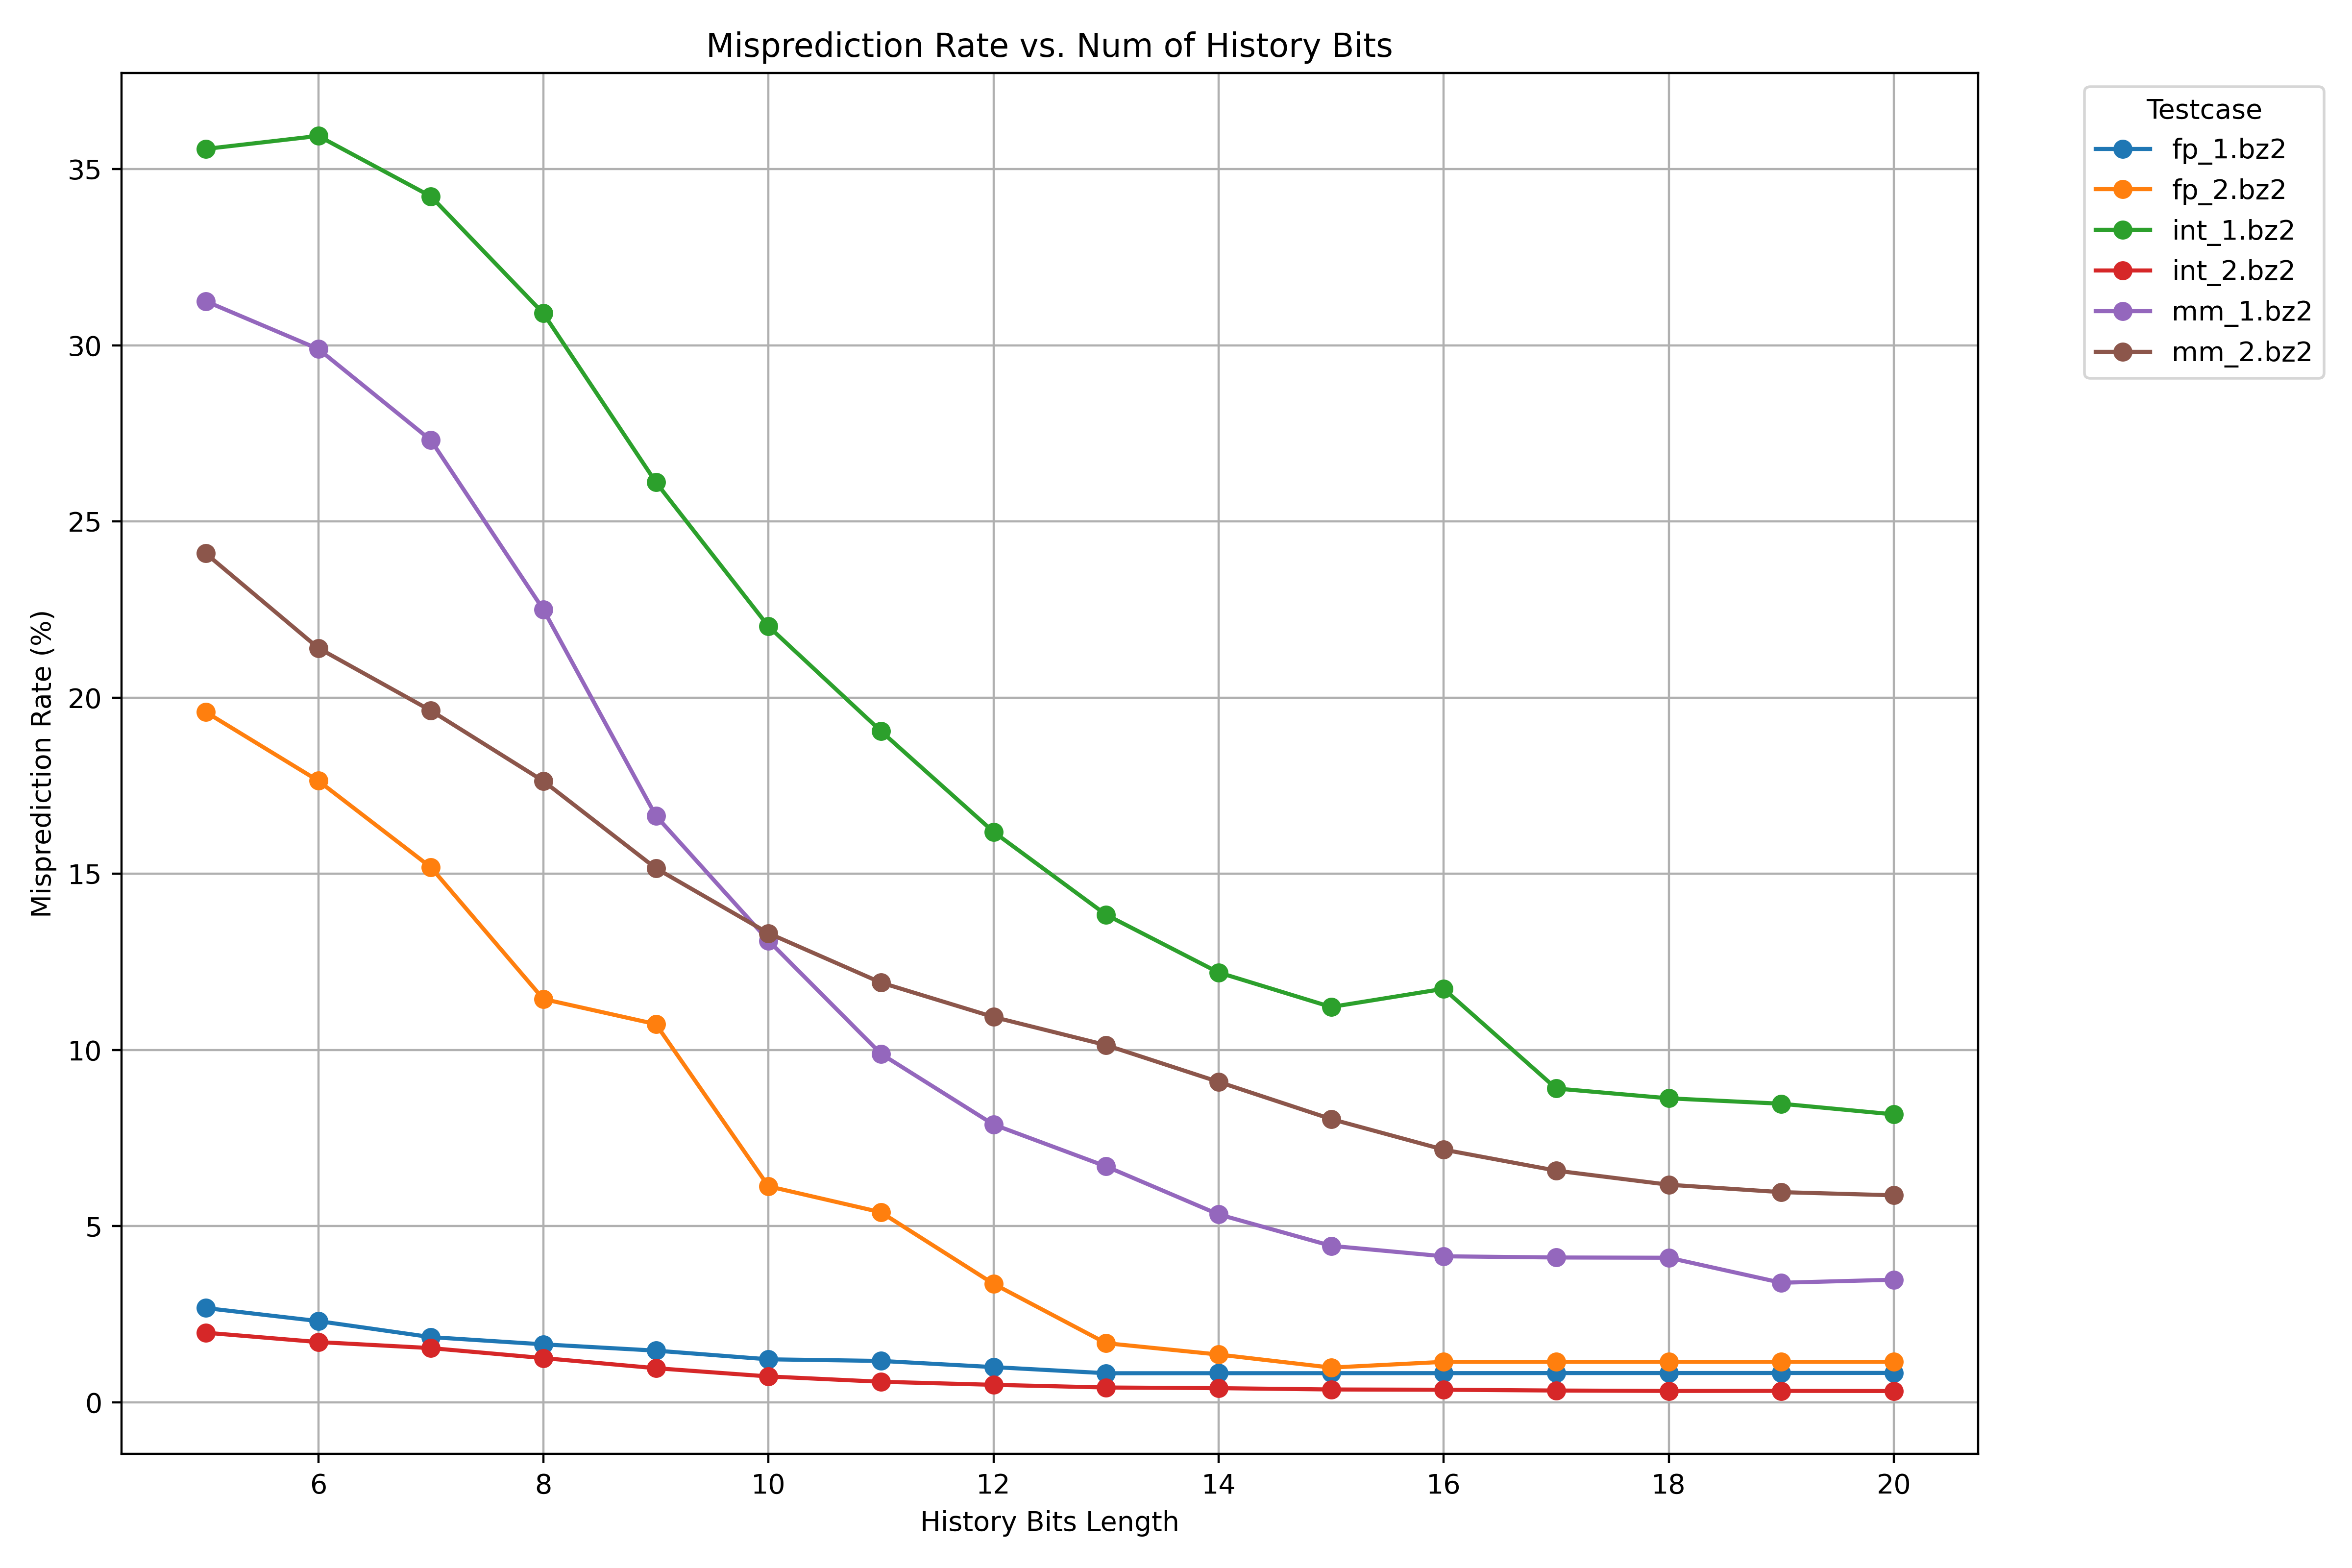 Misprediction Rate vs. Num of History Bits
Misprediction Rate (%)
35
30
25
20
15
10
5
0
6 8 10 12 14 16 18 20
History Bits Length
Testcase
fp_1.bz2
fp_2.bz2
int_1.bz2
int_2.bz2
mm_1.bz2
mm_2.bz2